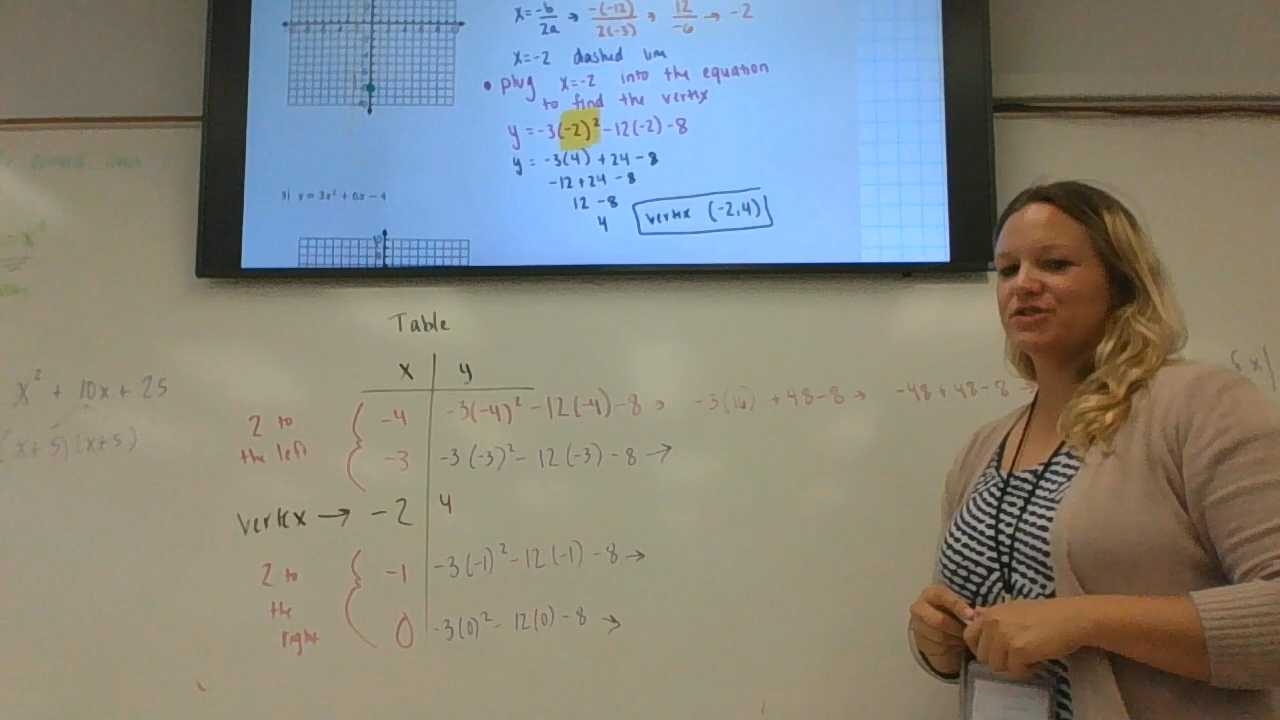 x = -b/2a → -(-12)/2(-3) → 12/-6 → -2
x=-2 dashed line
• plug x=-2 into the equation
to find the vertex
y = -3(-2)² -12(-2) -8
y = -3(4) +24 -8
-12 +24 -8
12 -8
4
vertex (-2,4)
3) y = 3x² + 6x - 4
x² + 10x + 25
(x+5)(x+5)
Table
x y
2 to
the left
-4 -3(-4)² - 12(-4) -8 → -3(16) + 48 -8 → -48 + 48 -8 →
-3 -3(-3)² - 12(-3) -8 →
vertex → -2 4
2 to
the
right
-1 -3(-1)² - 12(-1) -8 →
0 -3(0)² - 12(0) -8 →